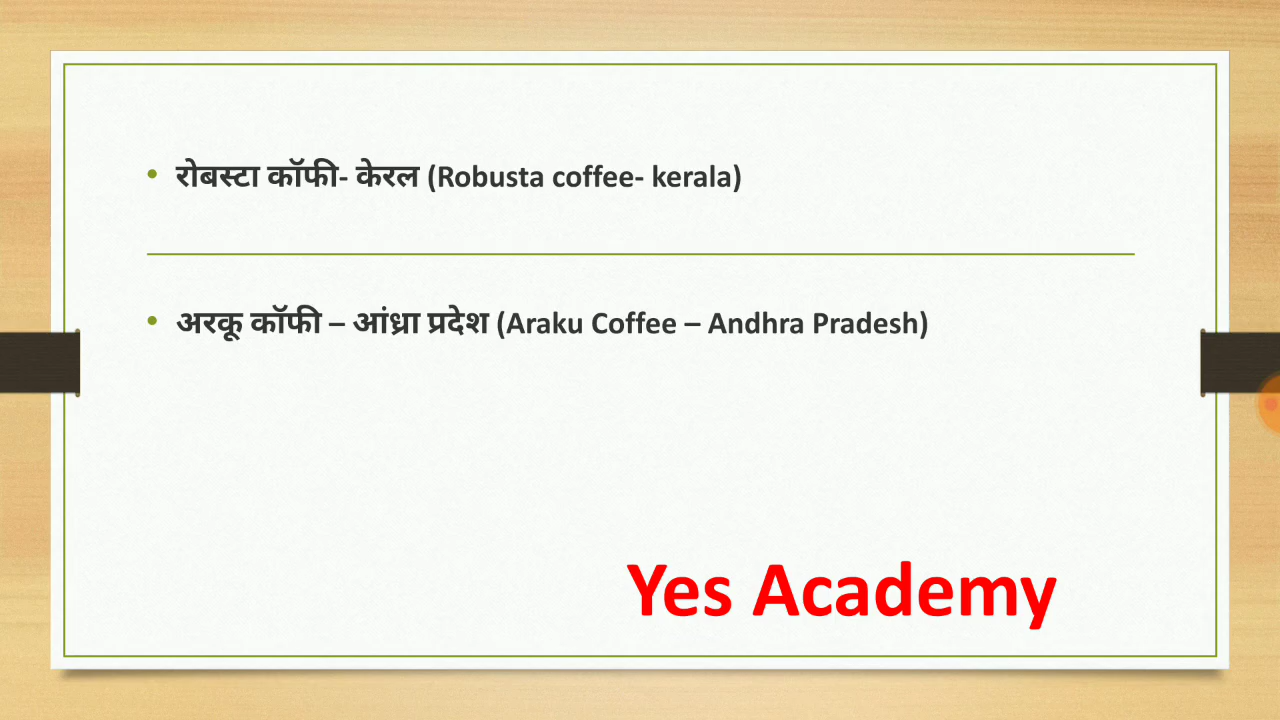 • रोबस्टा कॉफी- केरल (Robusta coffee- kerala)
• अरकू कॉफी – आंध्रा प्रदेश (Araku Coffee – Andhra Pradesh)
Yes Academy